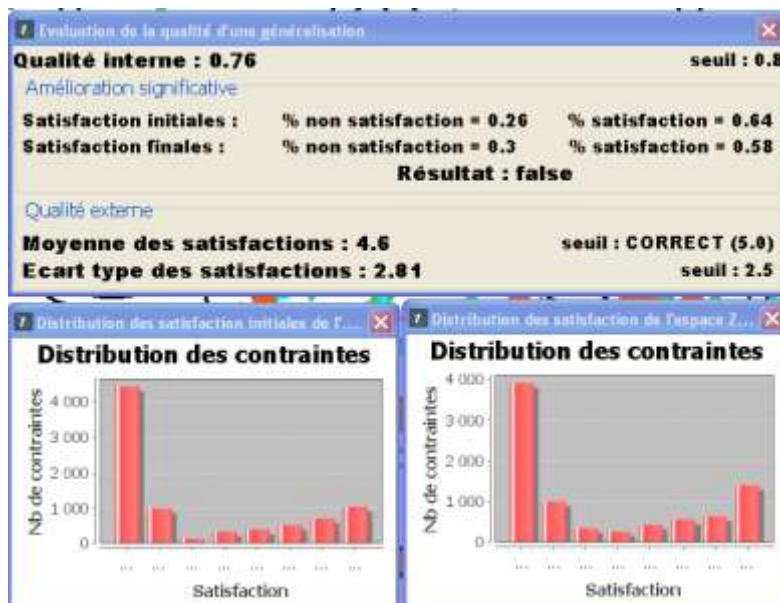 Evaluation de la qualité d'une généralisation
Qualité interne : 0.76 seuil : 0.8
Amélioration significative
Satisfaction initiales : % non satisfaction = 0.26 % satisfaction = 0.64
Satisfaction finales : % non satisfaction = 0.3 % satisfaction = 0.58
Résultat : false
Qualité externe
Moyenne des satisfactions : 4.6 seuil : CORRECT (5.0)
Ecart type des satisfactions : 2.81 seuil : 2.5
Distribution des satisfaction initiales de l'...
Distribution des contraintes
Nb de contraintes
4 000
3 000
2 000
1 000
0
... ... ... ... ... ... ... ...
Satisfaction
Distribution des satisfaction de l'espace Z...
Distribution des contraintes
Nb de contraintes
4 000
3 000
2 000
1 000
0
... ... ... ... ... ... ... ...
Satisfaction